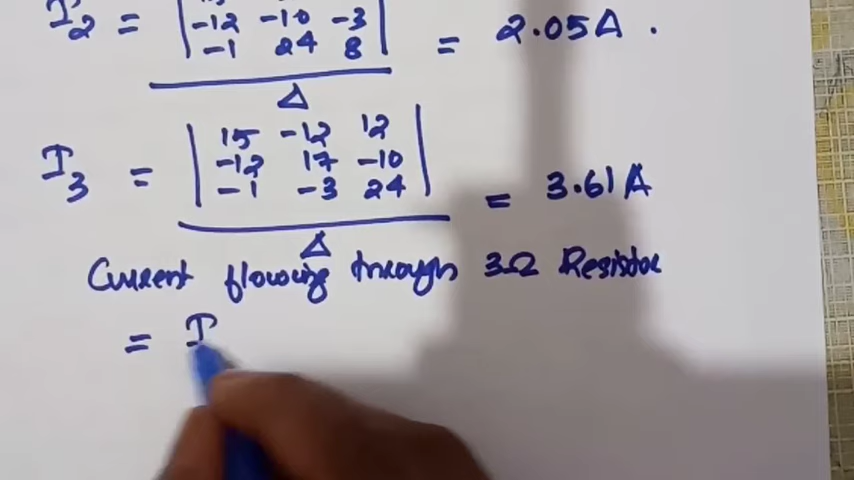 I2 = | -12 -10 -3 | = 2.05A .
-1 24 8
Δ
15 -12 12
I3 = | -12 17 -10 | = 3.61A
-1 -3 24
Δ
Current flowing through 3Ω Resistor
= I